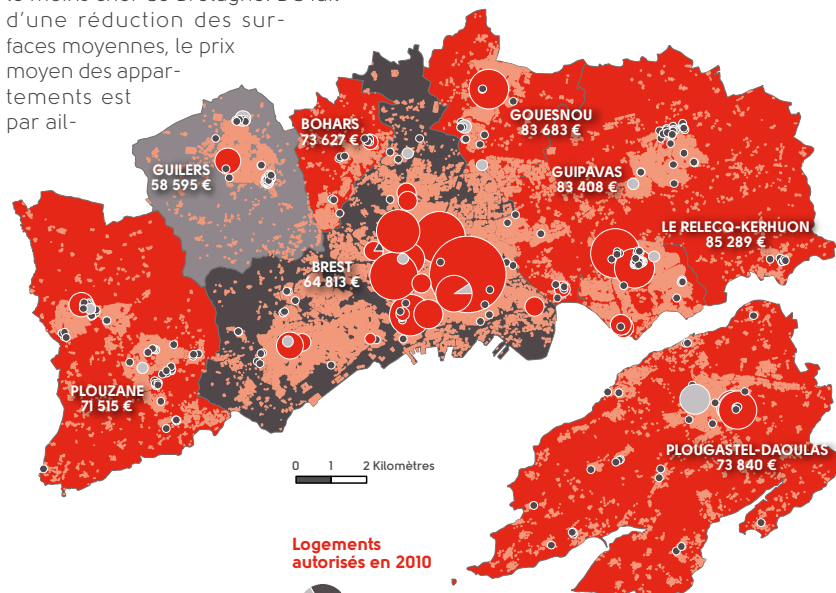 d'une réduction des sur-
faces moyennes, le prix
moyen des appar-
tements est
par ail-
GOUESNOU
83 683 €
BOHARS
73 627 €
GUILERS
58 595 €
GUIPAVAS
83 408 €
LE RELECQ-KERHUON
85 289 €
BREST
64 813 €
PLOUZANE
71 515 €
PLOUGASTEL-DAOULAS
73 840 €
0 1 2 Kilomètres
Logements
autorisés en 2010